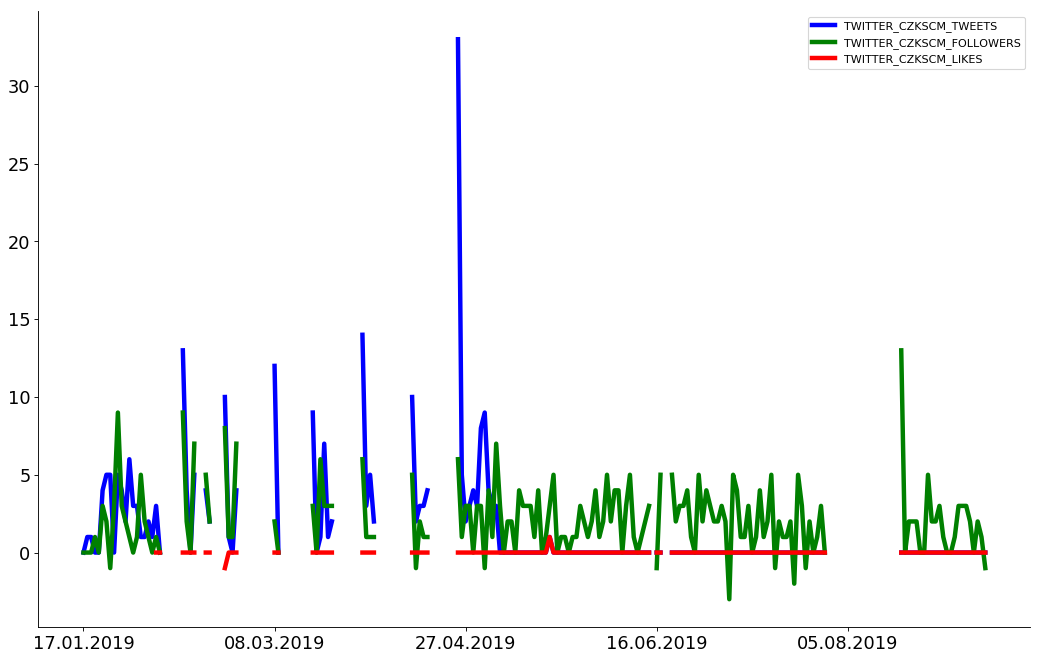 TWITTER_CZKSCM_TWEETS
TWITTER_CZKSCM_FOLLOWERS
TWITTER_CZKSCM_LIKES
30
25
20
15
10
5
0
17.01.2019 08.03.2019 27.04.2019 16.06.2019 05.08.2019